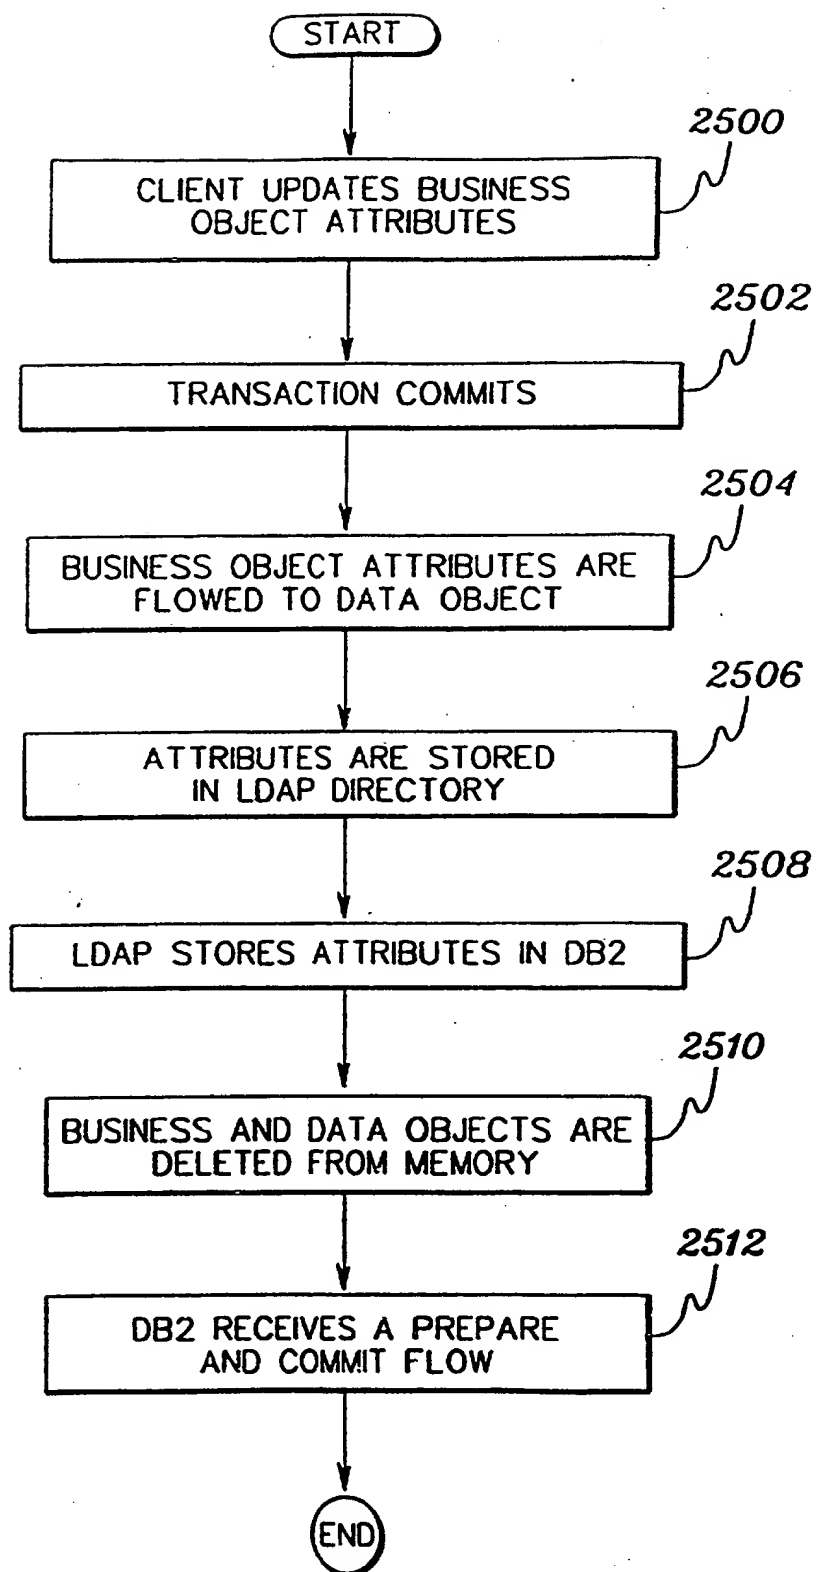 START
2500
CLIENT UPDATES BUSINESS
OBJECT ATTRIBUTES
2502
TRANSACTION COMMITS
2504
BUSINESS OBJECT ATTRIBUTES ARE
FLOWED TO DATA OBJECT
2506
ATTRIBUTES ARE STORED
IN LDAP DIRECTORY
2508
LDAP STORES ATTRIBUTES IN DB2
2510
BUSINESS AND DATA OBJECTS ARE
DELETED FROM MEMORY
2512
DB2 RECEIVES A PREPARE
AND COMMIT FLOW
END